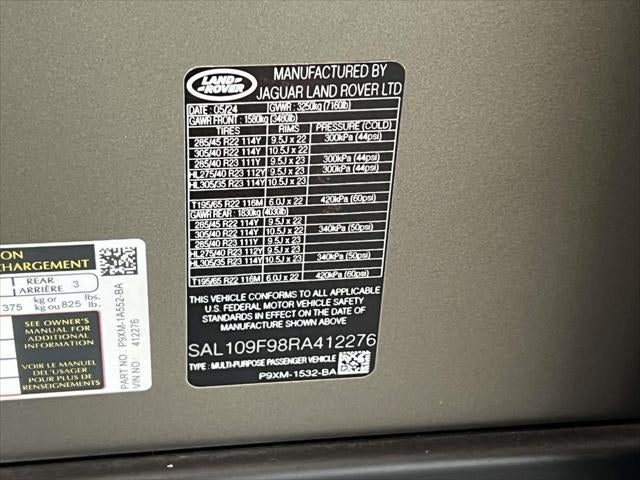 LAND
ROVER
MANUFACTURED BY
JAGUAR LAND ROVER LTD
DATE : 05/24 GVWR : 3250kg (7160lb)
GAWR FRONT : 1580kg (3480lb)
TIRES RIMS PRESSURE (COLD)
285/45 R22 114Y 9.5J x 22 300kPa (44psi)
305/40 R22 114Y 10.5J x 22
285/40 R23 111Y 9.5J x 23 300kPa (44psi)
HL275/40 R23 112Y 9.5J x 23 300kPa (44psi)
HL305/35 R23 114Y 10.5J x 23
T195/65 R22 116M 6.0J x 22 420kPa (60psi)
GAWR REAR : 1830kg (4030lb)
285/45 R22 114Y 9.5J x 22
305/40 R22 114Y 10.5J x 22 340kPa (50psi)
285/40 R23 111Y 9.5J x 23
HL275/40 R23 112Y 9.5J x 23 340kPa (50psi)
HL305/35 R23 114Y 10.5J x 23
T195/65 R22 116M 6.0J x 22 420kPa (60psi)
THIS VEHICLE CONFORMS TO ALL APPLICABLE
U.S. FEDERAL MOTOR VEHICLE SAFETY
STANDARDS IN EFFECT ON THE DATE OF
MANUFACTURE SHOWN ABOVE.
SAL109F98RA412276
TYPE : MULTI-PURPOSE PASSENGER VEHICLE
P9XM-1532-BA
ION
CHARGEMENT
REAR
ARRIÈRE 3
375 kg or lbs.
kg ou 825 lb.
SEE OWNER'S
MANUAL FOR
ADDITIONAL
INFORMATION
VOIR LE MANUEL
DE L'USAGER
POUR PLUS DE
RENSEIGNEMENTS
PART NO : P9XM-1A552-BA
VIN NO : 412276